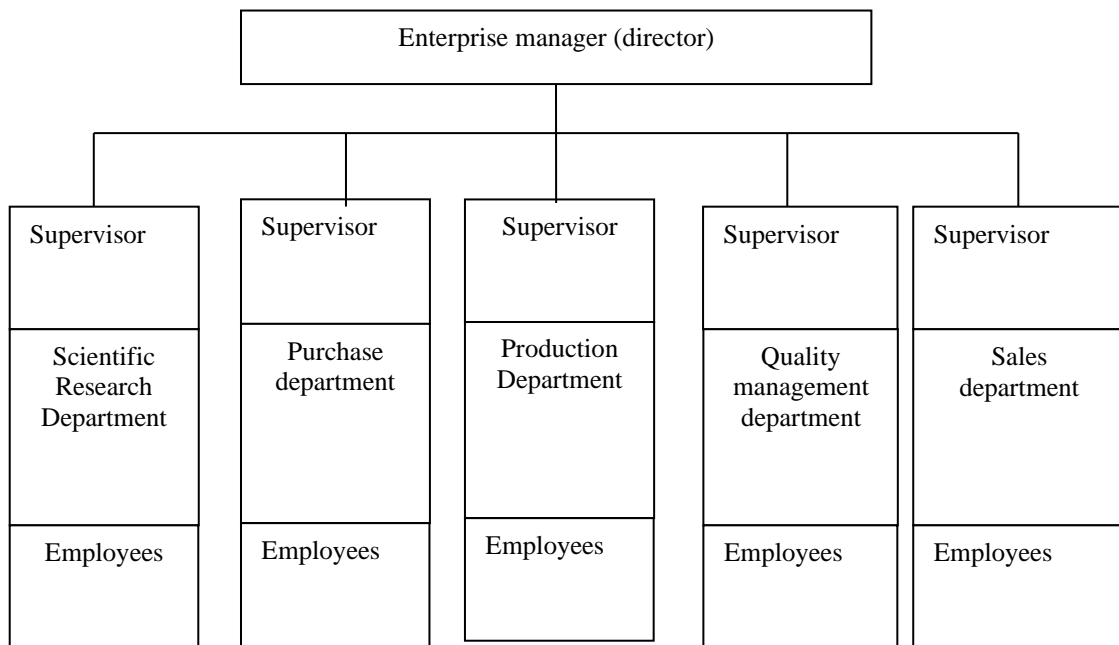 Enterprise manager (director)
Supervisor
Supervisor
Supervisor
Supervisor
Supervisor
Scientific
Research
Department
Purchase
department
Production
Department
Quality
management
department
Sales
department
Employees
Employees
Employees
Employees
Employees